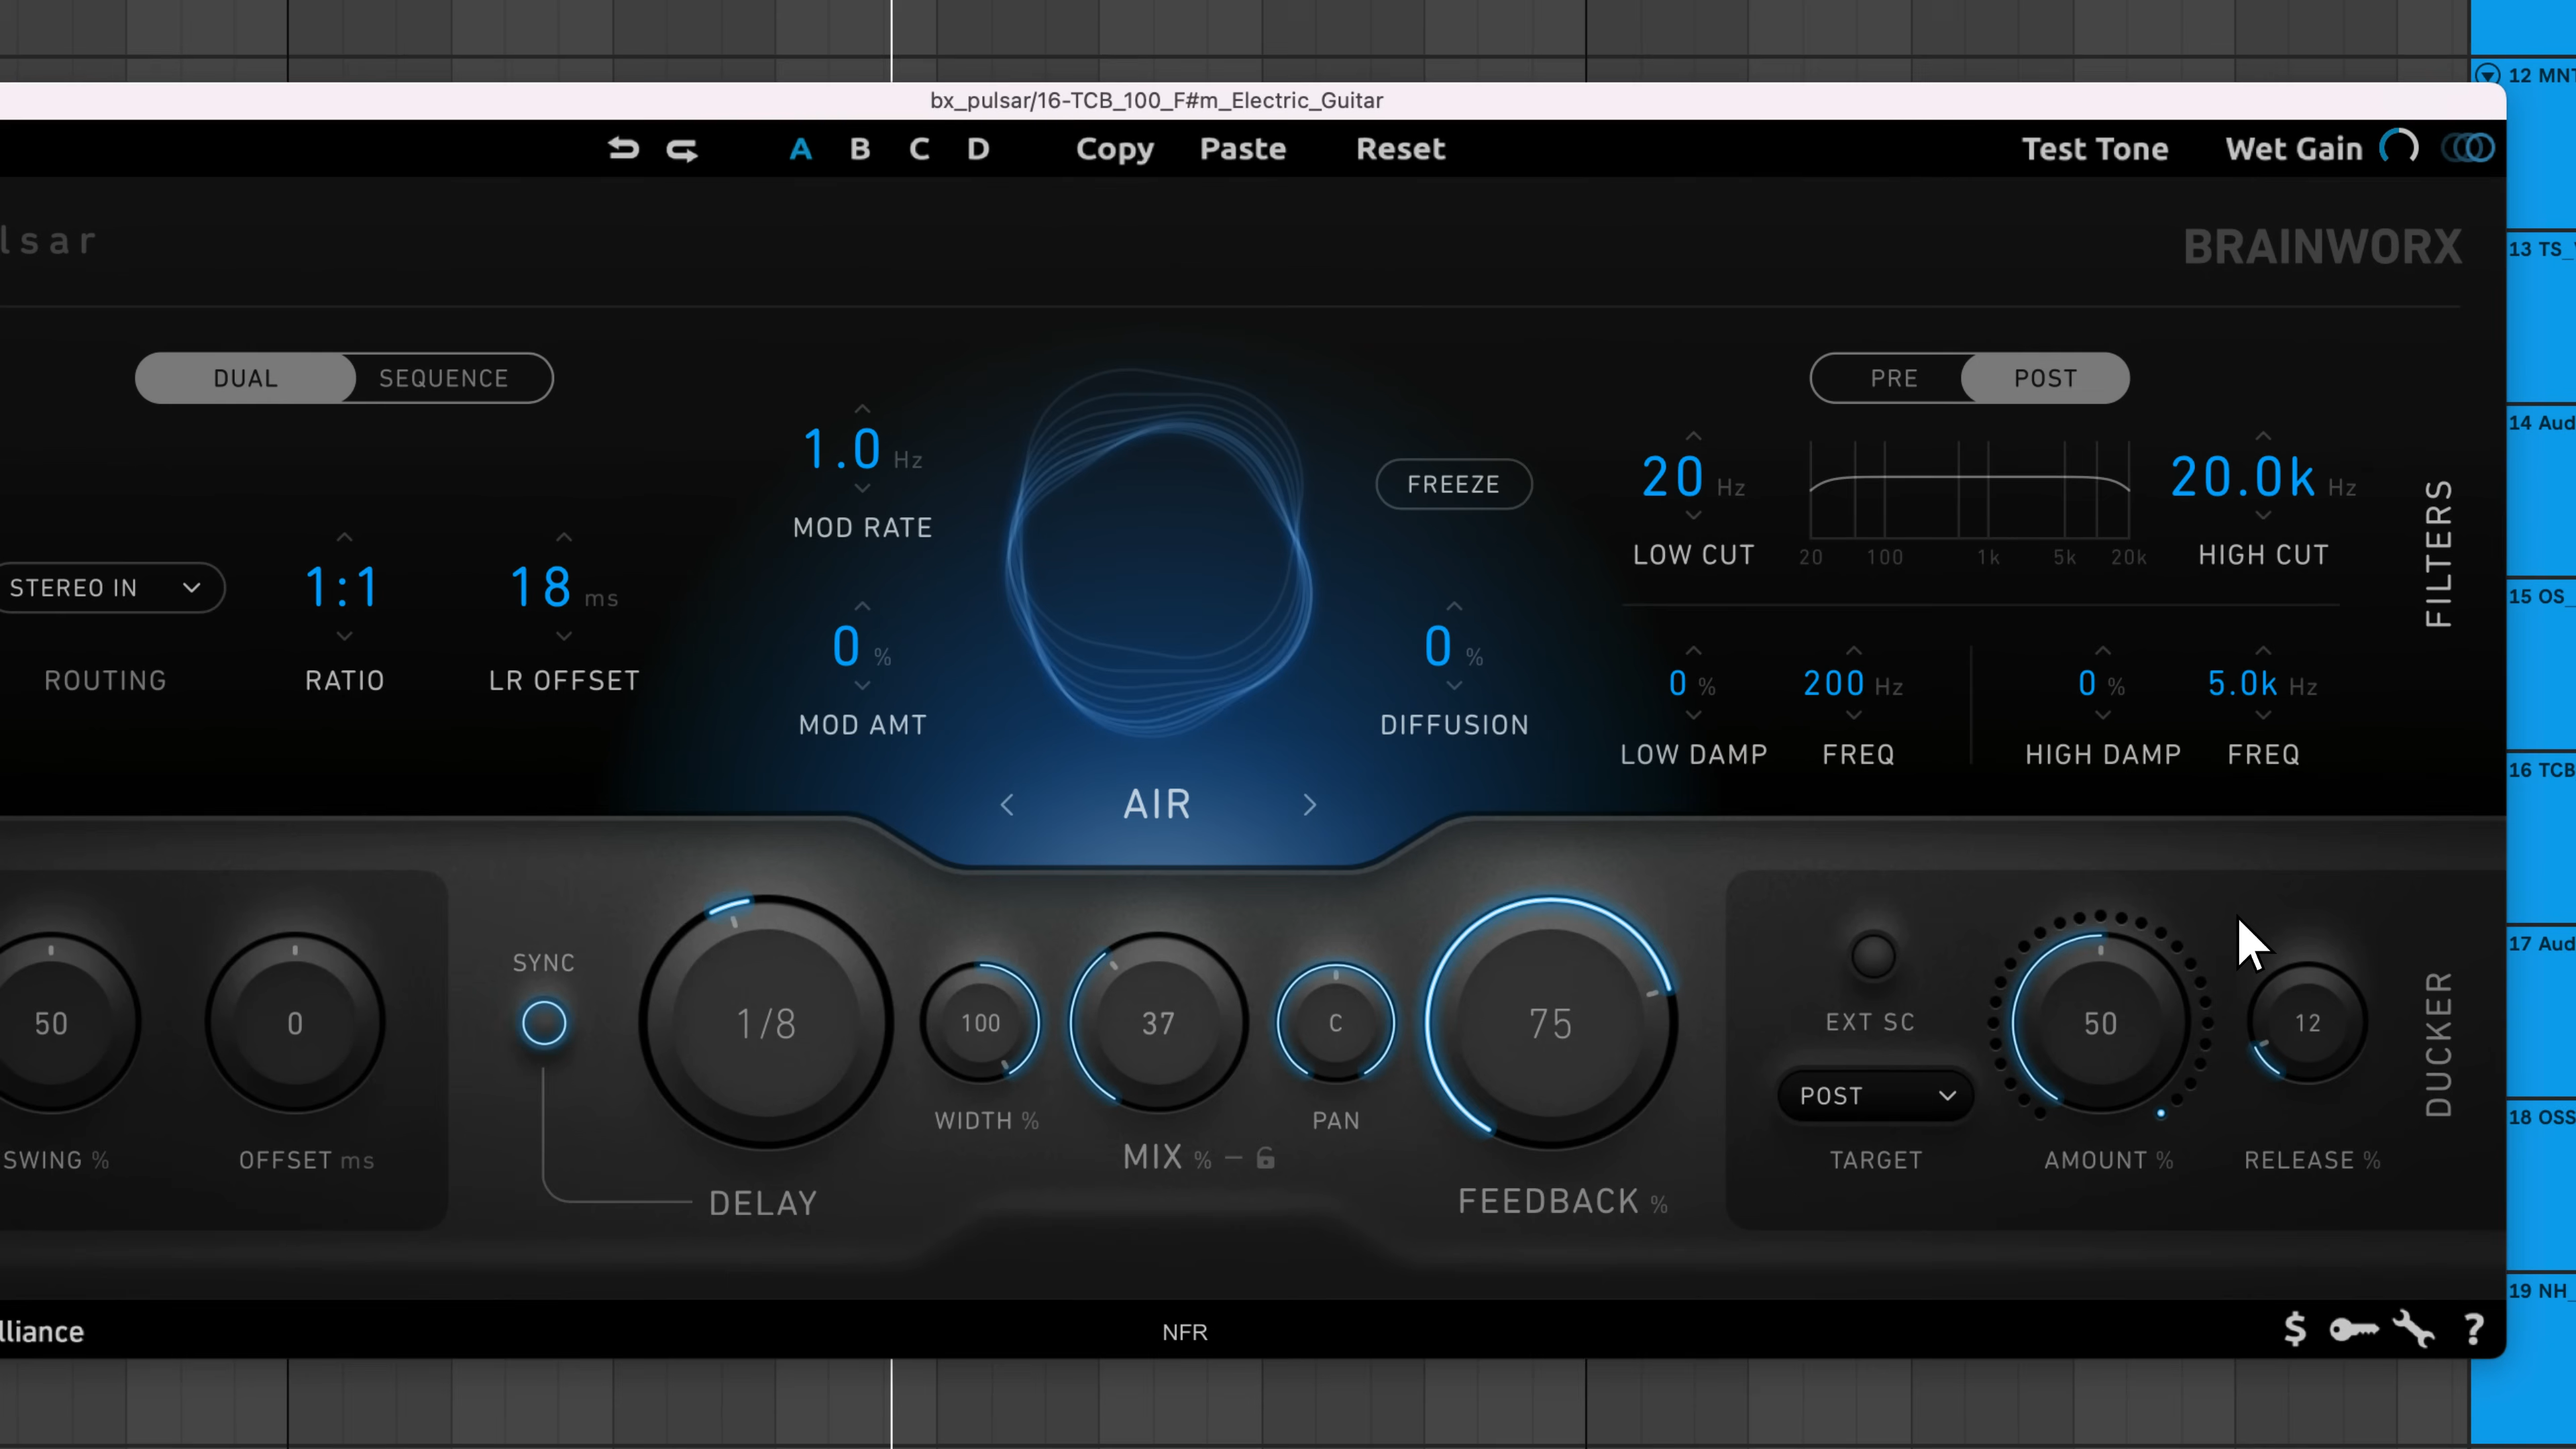 12 MNT
bx_pulsar/16-TCB_100_F#m_Electric_Guitar
A B C D Copy Paste Reset Test Tone Wet Gain
lsar BRAINWORX
13 TS_
DUAL SEQUENCE
PRE POST
14 Aud
1.0 Hz
MOD RATE
FREEZE
20 Hz
LOW CUT
20 100 1k 5k 20k
20.0k Hz
HIGH CUT
FILTERS
STEREO IN
ROUTING
1:1
RATIO
18 ms
LR OFFSET
0 %
MOD AMT
0 %
DIFFUSION
15 OS_
0 %
LOW DAMP
200 Hz
FREQ
0 %
HIGH DAMP
5.0k Hz
FREQ
16 TCB
AIR
17 Aud
50
SWING %
0
OFFSET ms
SYNC
1/8
DELAY
100
WIDTH %
37
MIX %
C
PAN
75
FEEDBACK %
EXT SC
POST
TARGET
50
AMOUNT %
12
RELEASE %
DUCKER
18 OSS
19 NH_
lliance NFR $ ?